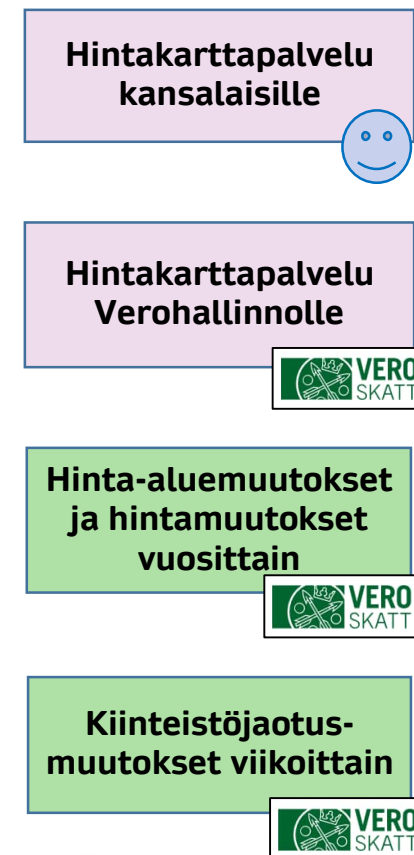 Hintakarttapalvelu
kansalaisille
Hintakarttapalvelu
Verohallinnolle
VERO
SKATT
Hinta-aluemuutokset
ja hintamuutokset
vuosittain
VERO
SKATT
Kiinteistöjaotus-
muutokset viikoittain
VERO
SKATT